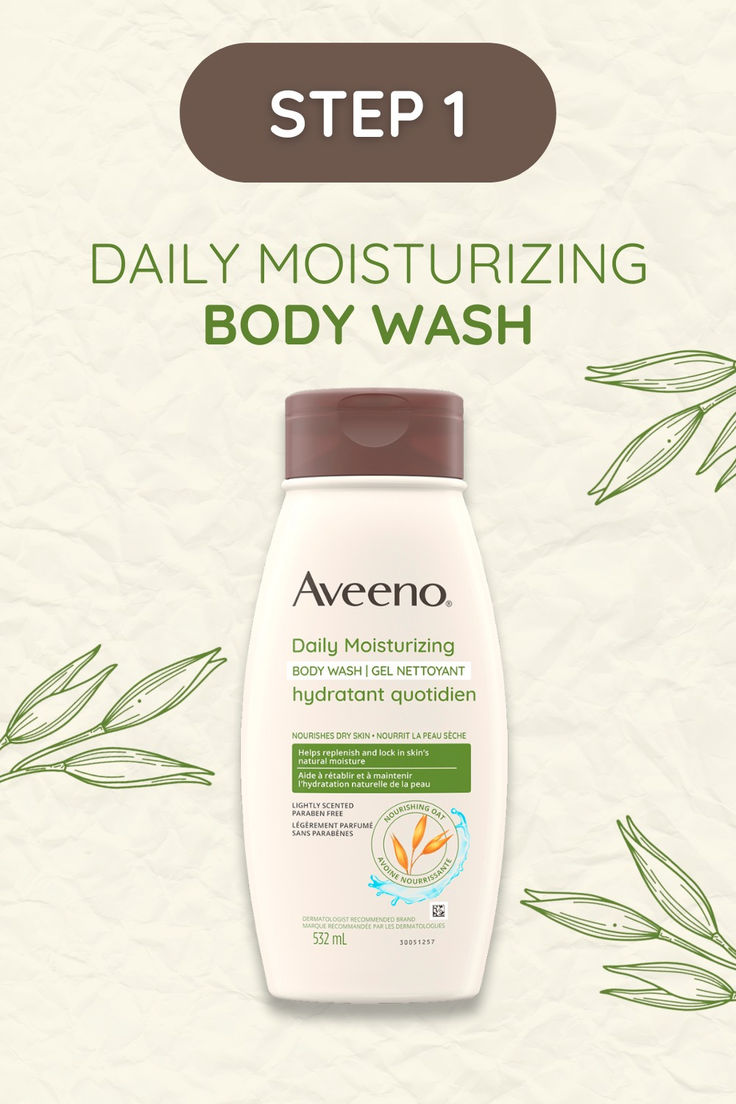 STEP 1
DAILY MOISTURIZING
BODY WASH
Aveeno®
Daily Moisturizing
BODY WASH | GEL NETTOYANT
hydratant quotidien
NOURISHES DRY SKIN • NOURRIT LA PEAU SÈCHE
Helps replenish and lock in skin's
natural moisture
Aide à rétablir et à maintenir
l'hydratation naturelle de la peau
LIGHTLY SCENTED
PARABEN FREE
LÉGÈREMENT PARFUMÉ
SANS PARABÈNES
NOURISHING OAT
AVOINE NOURRISSANTE
DERMATOLOGIST RECOMMENDED BRAND
MARQUE RECOMMANDÉE PAR LES DERMATOLOGUES
532 mL
30051257